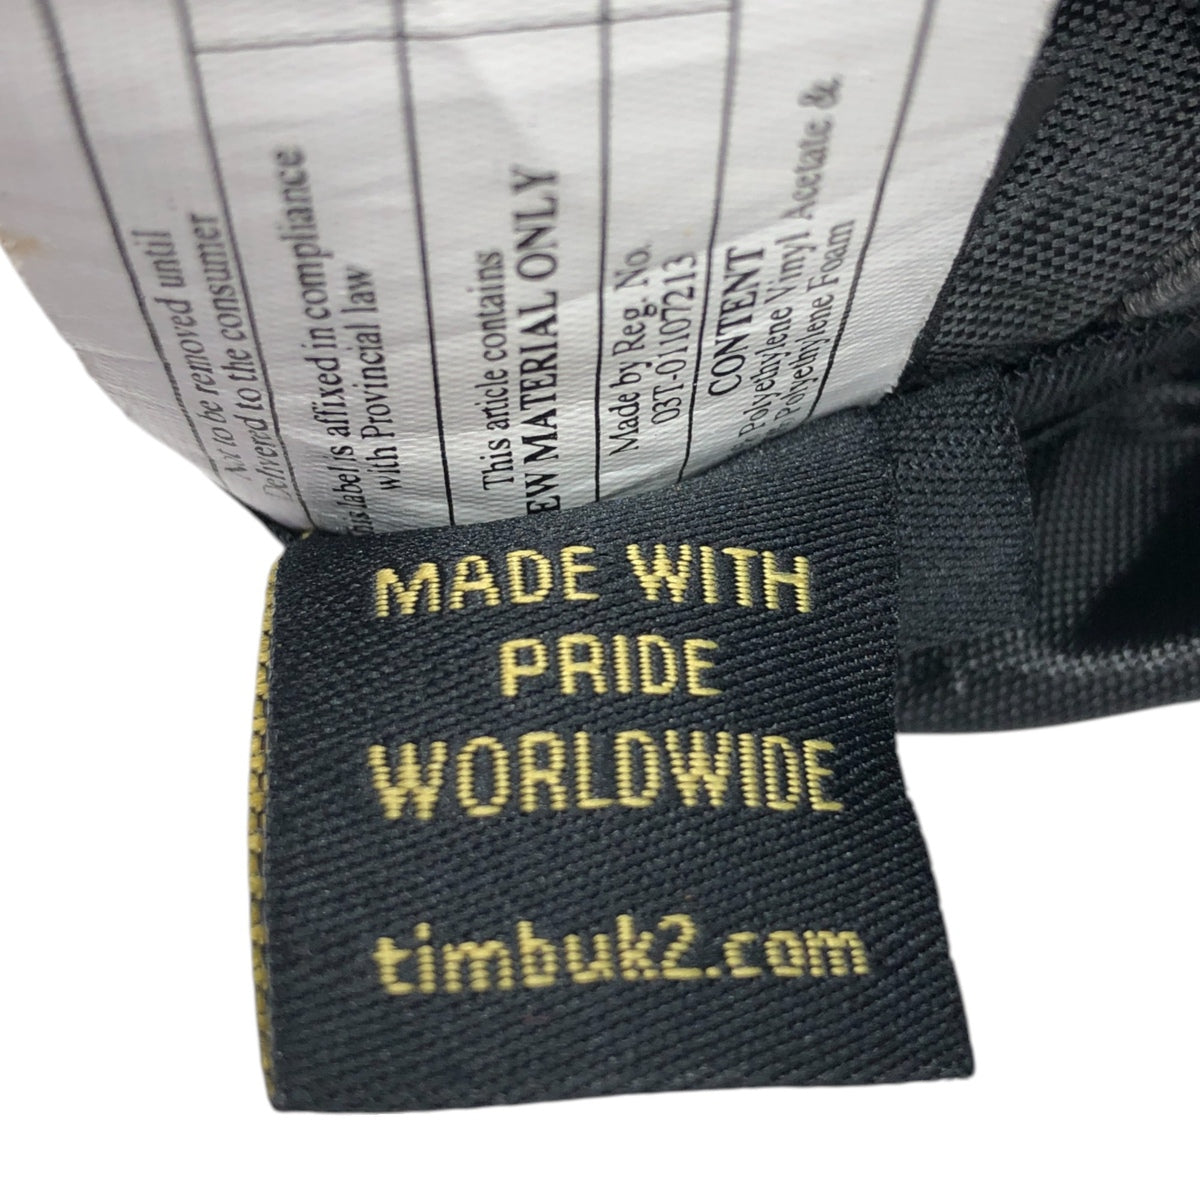 to be removed until
Delivered to the consumer
label is affixed in compliance
with Provincial law
This article contains
NEW MATERIAL ONLY
Made by Reg. No.
03T-01107213
CONTENT
Polyethylene Vinyl Acetate &
Polyethylene Foam
MADE WITH
PRIDE
WORLDWIDE
timbuk2.com